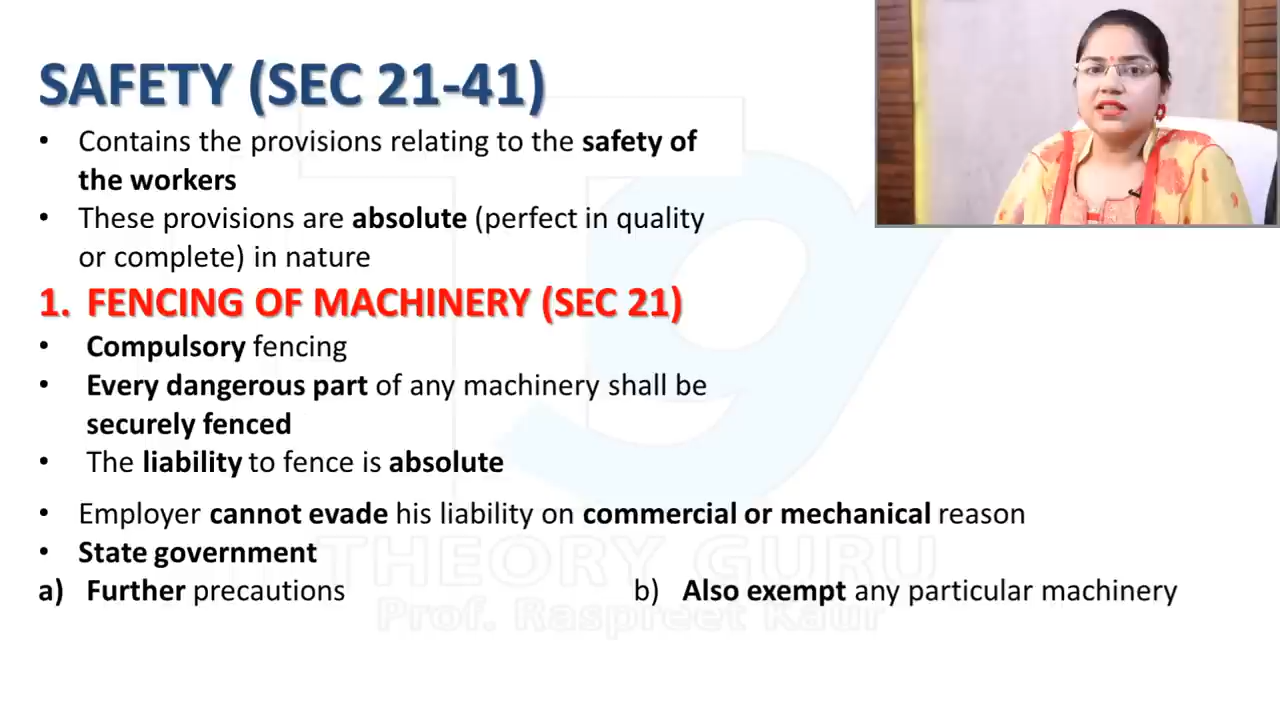 SAFETY (SEC 21-41)
• Contains the provisions relating to the safety of
the workers
• These provisions are absolute (perfect in quality
or complete) in nature
1. FENCING OF MACHINERY (SEC 21)
• Compulsory fencing
• Every dangerous part of any machinery shall be
securely fenced
• The liability to fence is absolute
• Employer cannot evade his liability on commercial or mechanical reason
• State government
a) Further precautions b) Also exempt any particular machinery
Tg
THEORY GURU
Prof. Raspreet Kaur